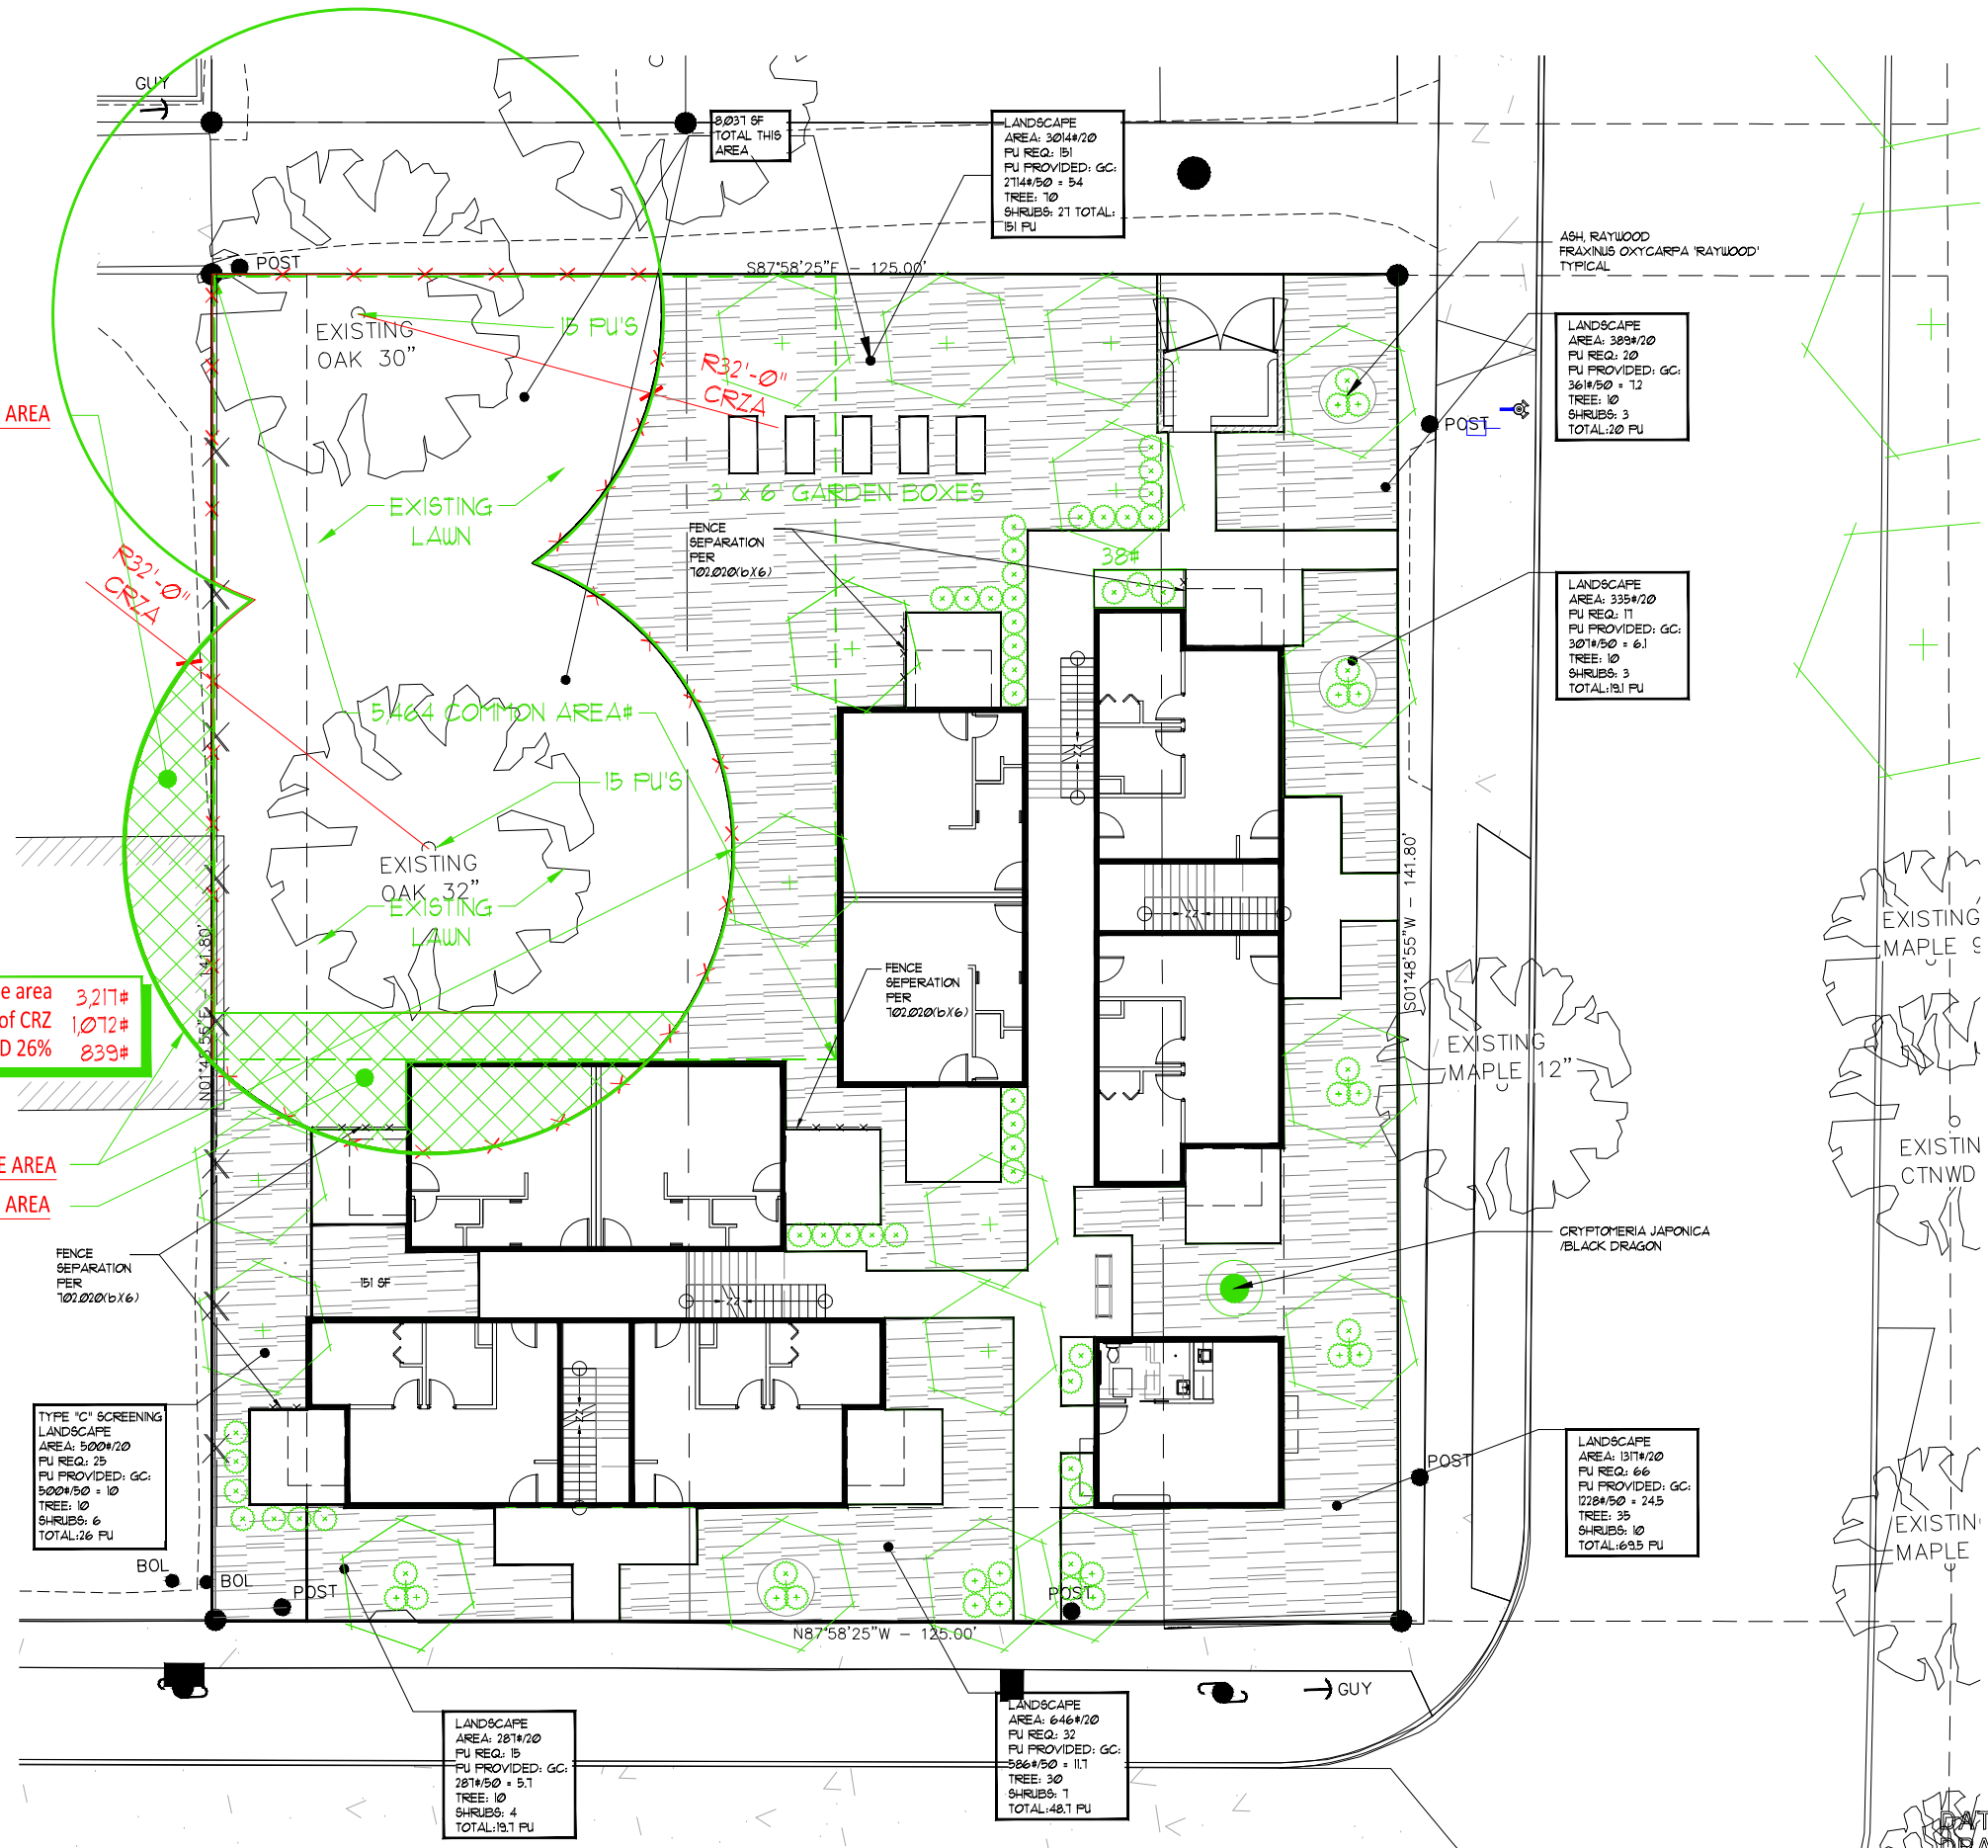 GUY
8,037 SF
TOTAL THIS
AREA
LANDSCAPE
AREA: 3014#/20
PU REQ: 151
PU PROVIDED: GC:
2714#/50 = 54
TREE: 70
SHRUBS: 27 TOTAL:
151 PU
POST
S87°58'25"E - 125.00'
ASH, RAYWOOD
FRAXINUS OXYCARPA 'RAYWOOD'
TYPICAL
EXISTING
OAK 30"
15 PU'S
R32'-0"
CRZA
LANDSCAPE
AREA: 389#/20
PU REQ: 20
PU PROVIDED: GC:
361#/50 = 7.2
TREE: 10
SHRUBS: 3
TOTAL:20 PU
AREA
POST
EXISTING
LAWN
3' x 6' GARDEN BOXES
FENCE
SEPARATION
PER
702.020(b)(6)
38#
R32'-0"
CRZA
LANDSCAPE
AREA: 335#/20
PU REQ: 17
PU PROVIDED: GC:
307#/50 = 6.1
TREE: 10
SHRUBS: 3
TOTAL:19.1 PU
5,464 COMMON AREA#
15 PU'S
EXISTING
OAK 32"
EXISTING
LAWN
N01°48'55"E - 141.80'
S01°48'55"W - 141.80'
EXISTING
MAPLE 9
FENCE
SEPERATION
PER
702.020(b)(6)
e area 3,217#
of CRZ 1,072#
D 26% 839#
EXISTING
MAPLE 12"
EXISTIN
CTNWD
E AREA
AREA
FENCE
SEPARATION
PER
702.020(b)(6)
151 SF
CRYPTOMERIA JAPONICA
/BLACK DRAGON
TYPE "C" SCREENING
LANDSCAPE
AREA: 500#/20
PU REQ: 25
PU PROVIDED: GC:
500#/50 = 10
TREE: 10
SHRUBS: 6
TOTAL:26 PU
POST
LANDSCAPE
AREA: 1317#/20
PU REQ: 66
PU PROVIDED: GC:
1228#/50 = 24.5
TREE: 35
SHRUBS: 10
TOTAL:69.5 PU
EXISTIN
MAPLE
BOL
BOL
POST
POST
N87°58'25"W - 125.00'
GUY
LANDSCAPE
AREA: 287#/20
PU REQ: 15
PU PROVIDED: GC:
287#/50 = 5.7
TREE: 10
SHRUBS: 4
TOTAL:19.7 PU
LANDSCAPE
AREA: 646#/20
PU REQ: 32
PU PROVIDED: GC:
586#/50 = 11.7
TREE: 30
SHRUBS: 7
TOTAL:48.7 PU